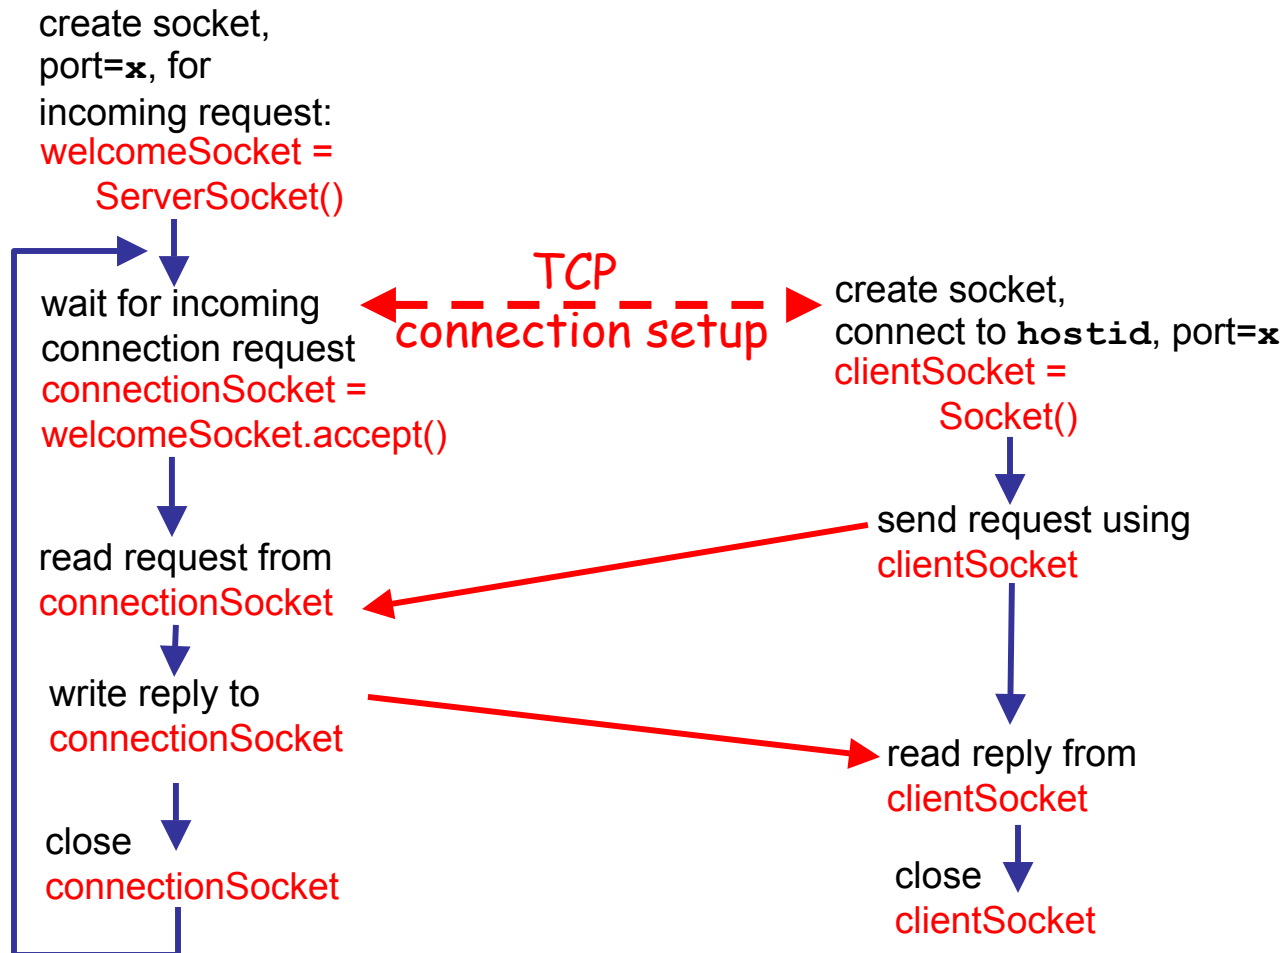 create socket,
port=x, for
incoming request:
welcomeSocket =
ServerSocket()
wait for incoming
connection request
connectionSocket =
welcomeSocket.accept()
TCP
connection setup
create socket,
connect to hostid, port=x
clientSocket =
Socket()
send request using
clientSocket
read request from
connectionSocket
write reply to
connectionSocket
read reply from
clientSocket
close
connectionSocket
close
clientSocket